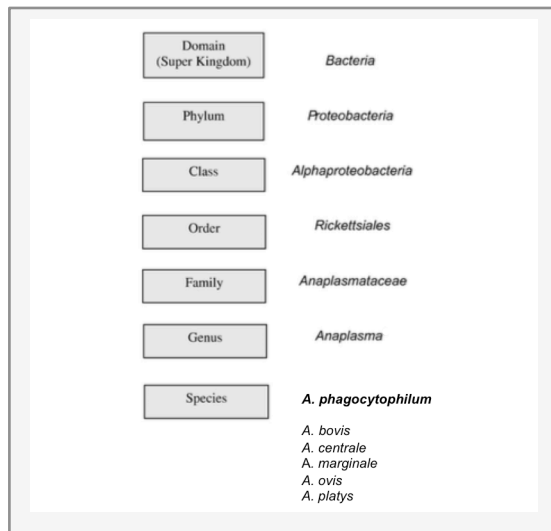 Domain
(Super Kingdom)
Bacteria
Phylum
Proteobacteria
Class
Alphaproteobacteria
Order
Rickettsiales
Family
Anaplasmataceae
Genus
Anaplasma
Species
A. phagocytophilum
A. bovis
A. centrale
A. marginale
A. ovis
A. platys